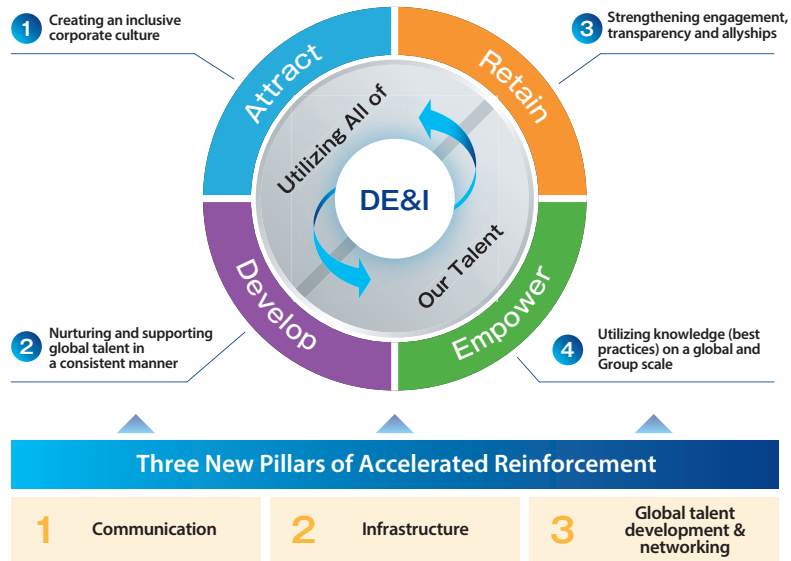 1
Creating an inclusive
corporate culture
3
Strengthening engagement,
transparency and allyships
Attract
Retain
Utilizing All of
DE&I
Our Talent
Develop
Empower
2
Nurturing and supporting
global talent in
a consistent manner
4
Utilizing knowledge (best
practices) on a global and
Group scale
Three New Pillars of Accelerated Reinforcement
1
Communication
2
Infrastructure
3
Global talent
development &
networking